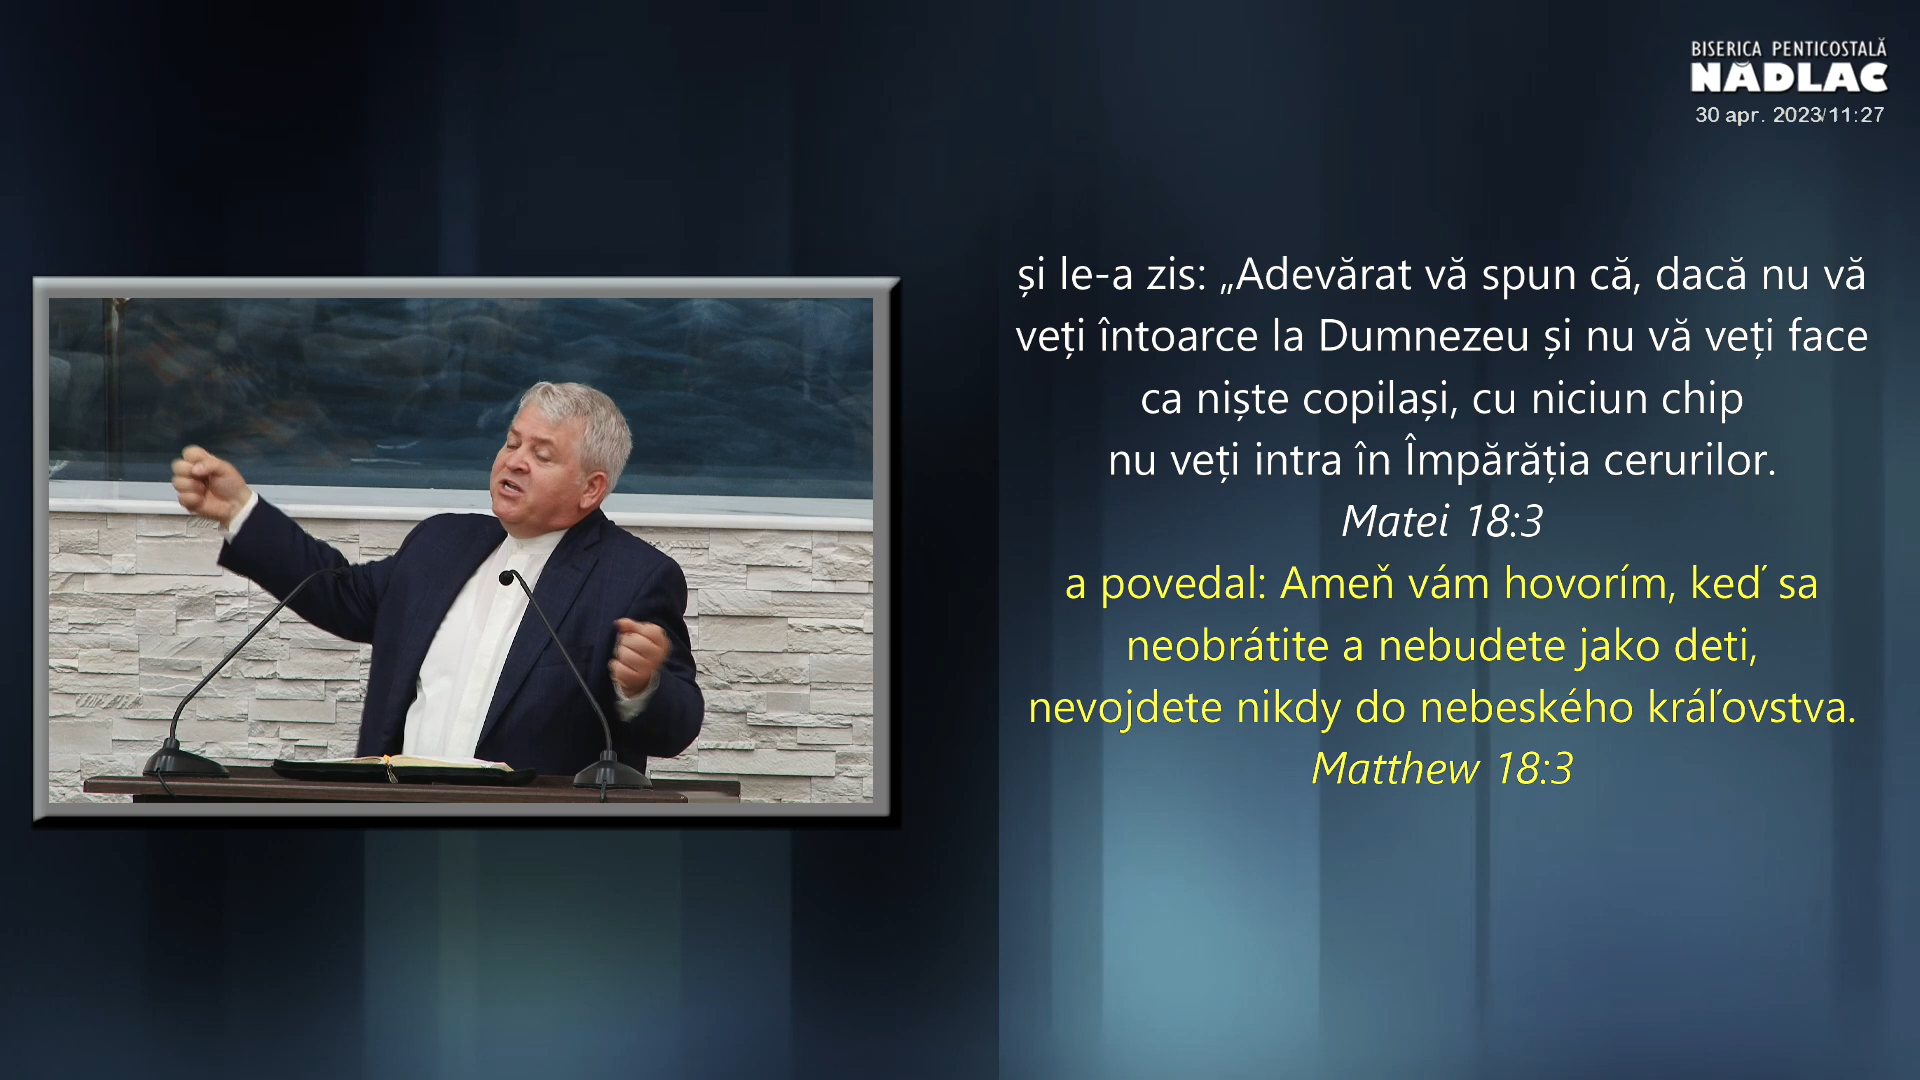 BISERICA PENTICOSTALĂ
NĂDLAC
30 apr. 2023/11:27
și le-a zis: „Adevărat vă spun că, dacă nu vă
veți întoarce la Dumnezeu și nu vă veți face
ca niște copilași, cu niciun chip
nu veți intra în Împărăția cerurilor.
Matei 18:3
a povedal: Ameň vám hovorím, keď sa
neobrátite a nebudete jako deti,
nevojdete nikdy do nebeského kráľovstva.
Matthew 18:3